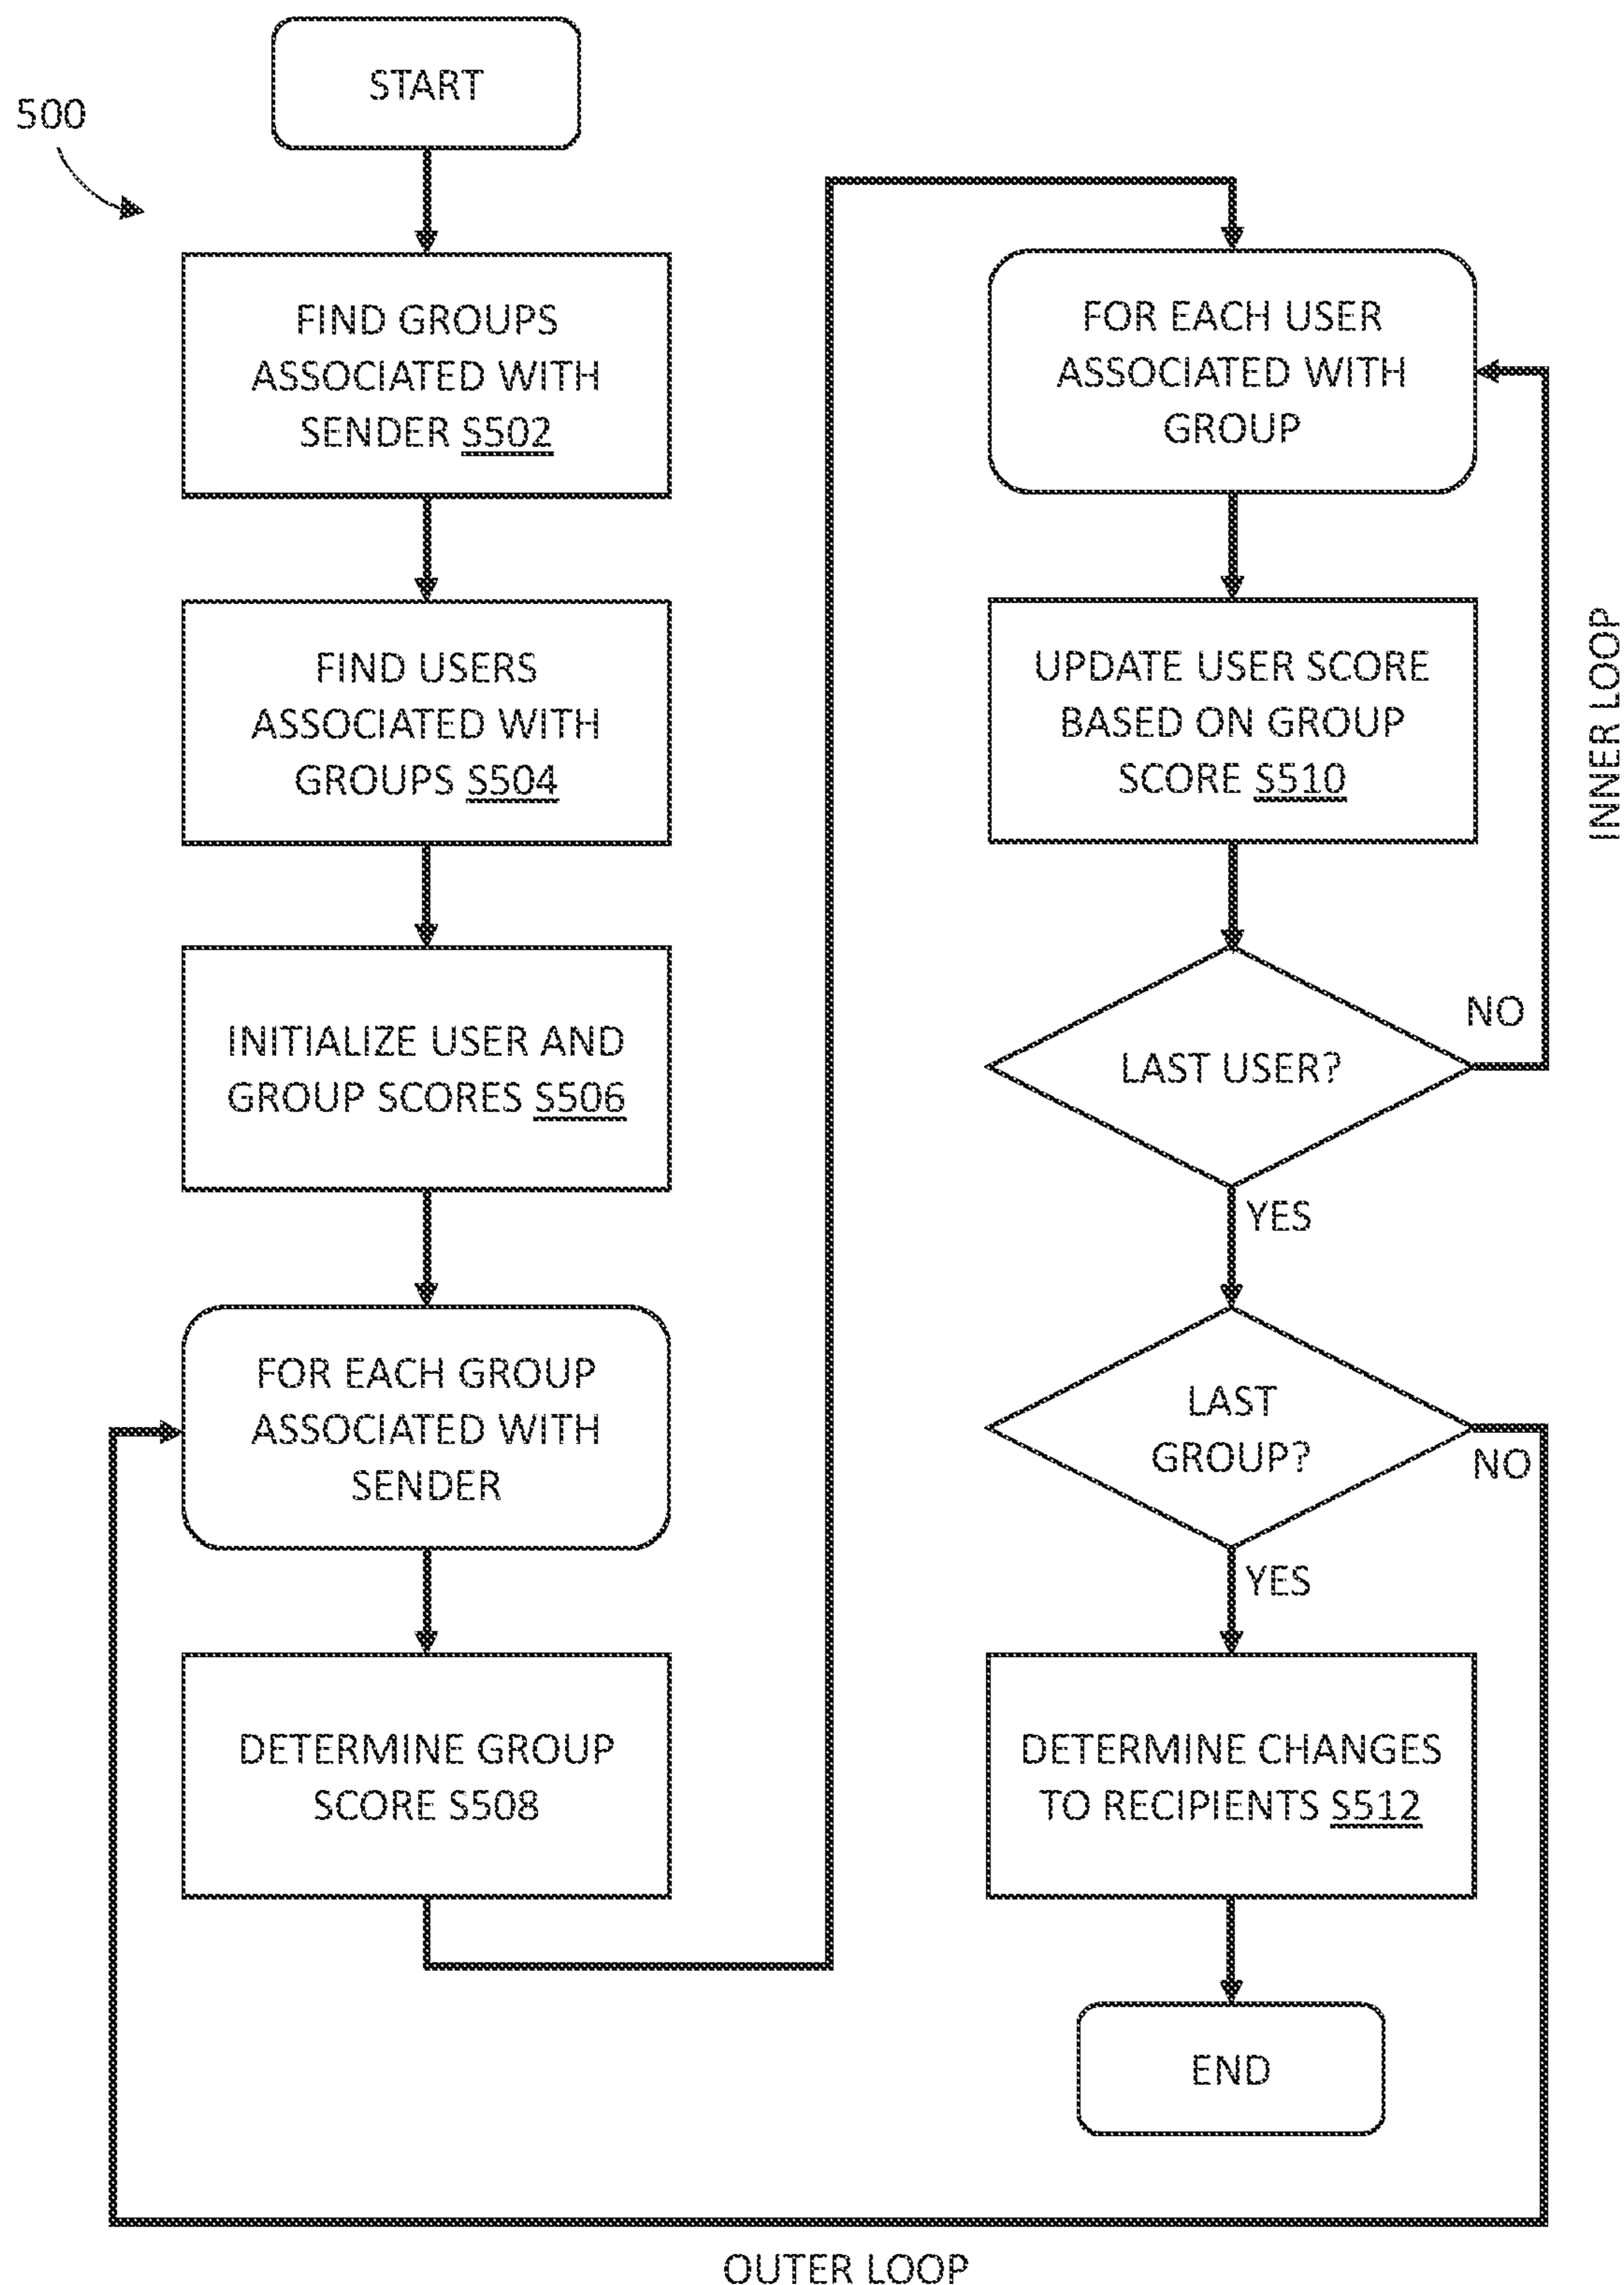 500
START
FIND GROUPS
ASSOCIATED WITH
SENDER S502
FIND USERS
ASSOCIATED WITH
GROUPS S504
INITIALIZE USER AND
GROUP SCORES S506
FOR EACH GROUP
ASSOCIATED WITH
SENDER
DETERMINE GROUP
SCORE S508
FOR EACH USER
ASSOCIATED WITH
GROUP
UPDATE USER SCORE
BASED ON GROUP
SCORE S510
LAST USER?
NO
YES
INNER LOOP
LAST
GROUP?
NO
YES
DETERMINE CHANGES
TO RECIPIENTS S512
END
OUTER LOOP